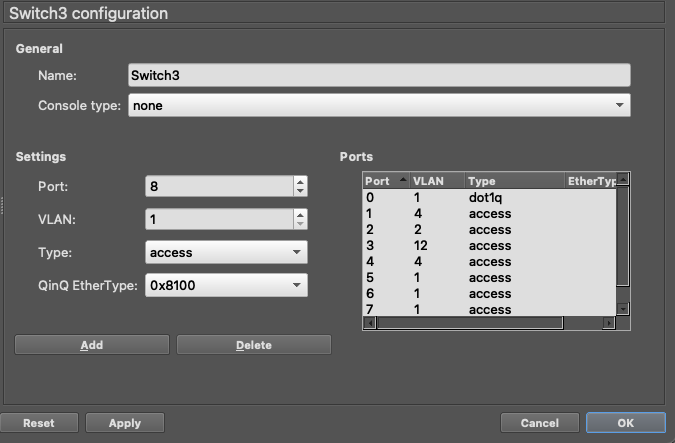 Switch3 configuration
General
Name: Switch3
Console type: none
Settings
Port: 8
VLAN: 1
Type: access
QinQ EtherType: 0x8100
Add Delete
Ports
Port VLAN Type EtherTyp
0 1 dot1q
1 4 access
2 2 access
3 12 access
4 4 access
5 1 access
6 1 access
7 1 access
Reset Apply Cancel OK